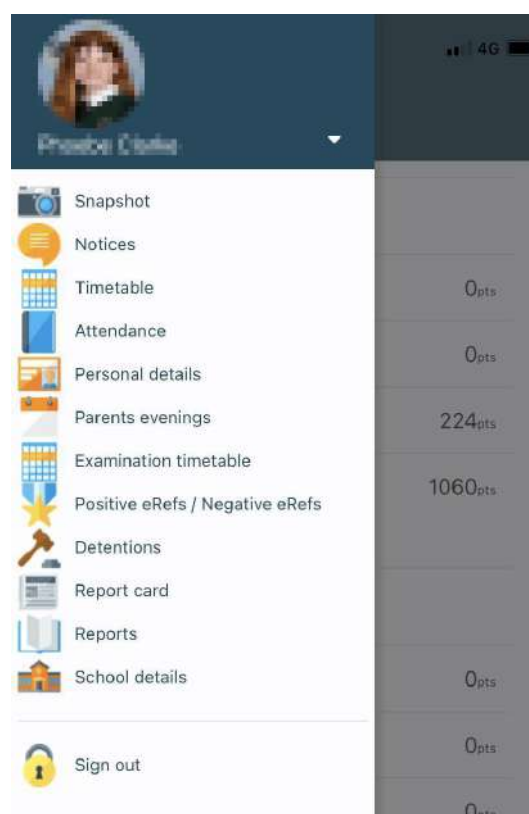 4G
Snapshot
Notices
Timetable
0pts
Attendance
0pts
Personal details
Parents evenings
224pts
Examination timetable
1060pts
Positive eRefs / Negative eRefs
Detentions
Report card
Reports
School details
0pts
0pts
Sign out